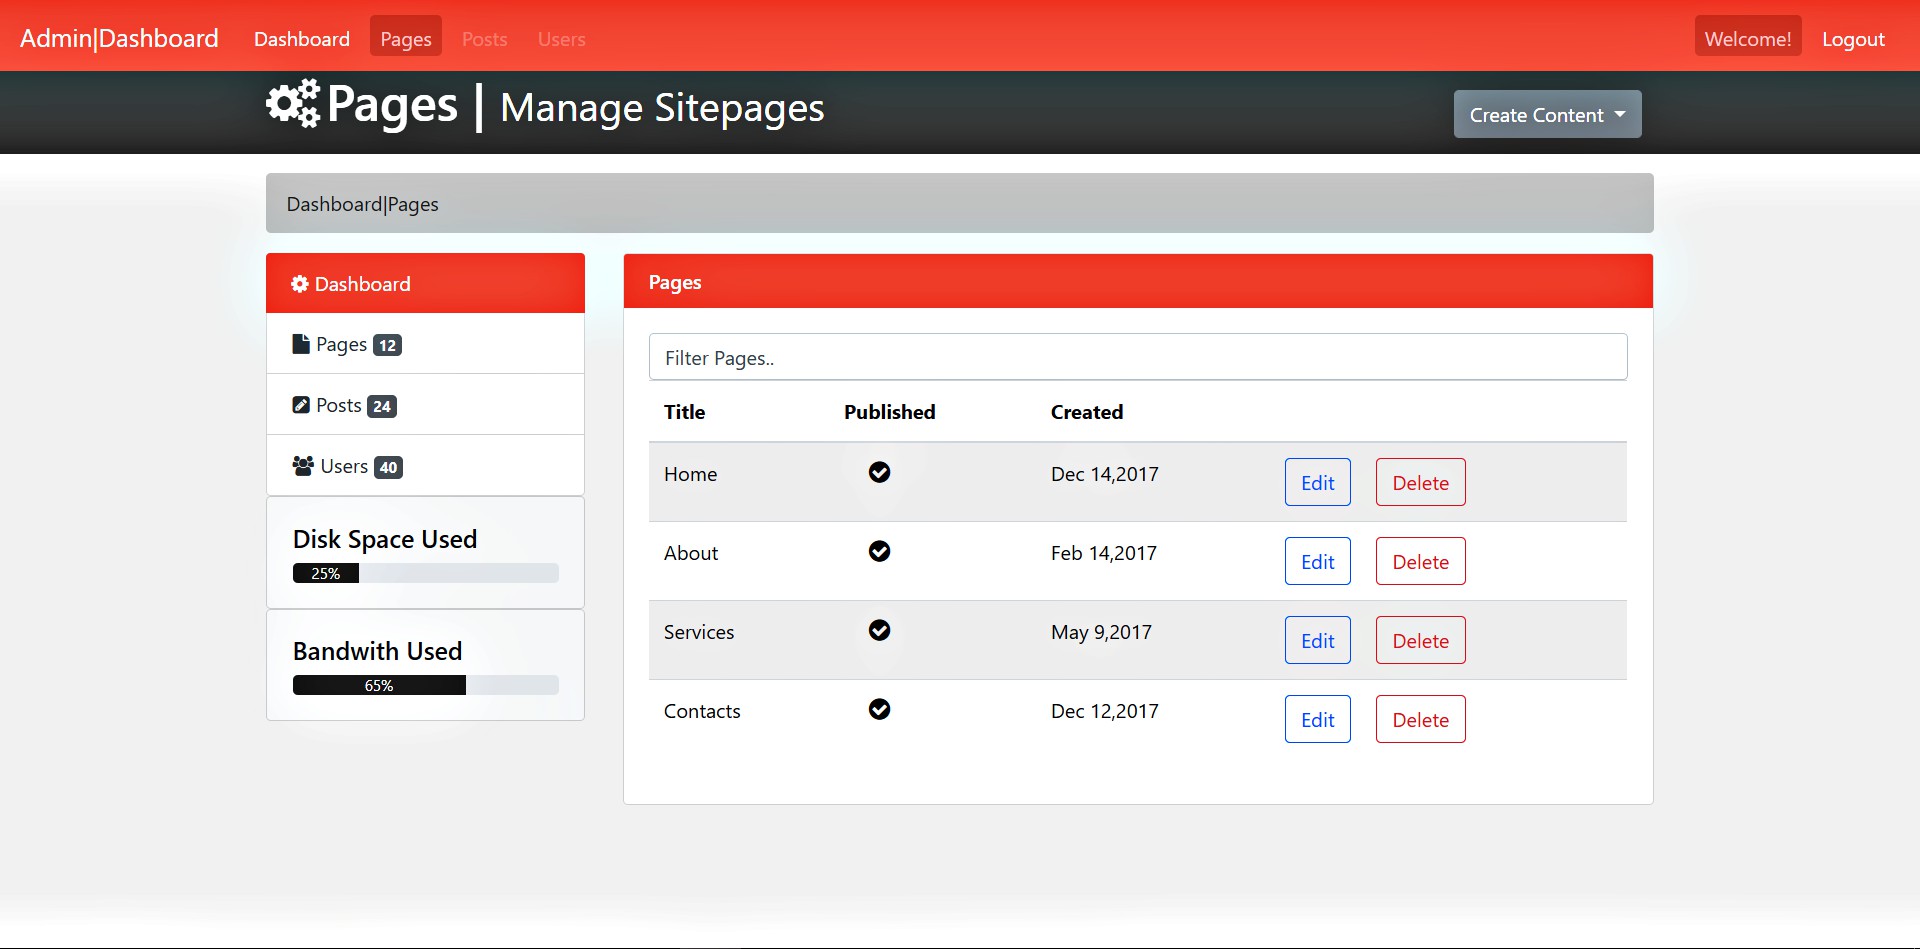 Admin|Dashboard Dashboard Pages Posts Users Welcome! Logout
Pages | Manage Sitepages
Create Content
Dashboard|Pages
Dashboard
Pages 12
Posts 24
Users 40
Disk Space Used
25%
Bandwith Used
65%
Pages
Filter Pages..
Title Published Created
Home Dec 14,2017 Edit Delete
About Feb 14,2017 Edit Delete
Services May 9,2017 Edit Delete
Contacts Dec 12,2017 Edit Delete